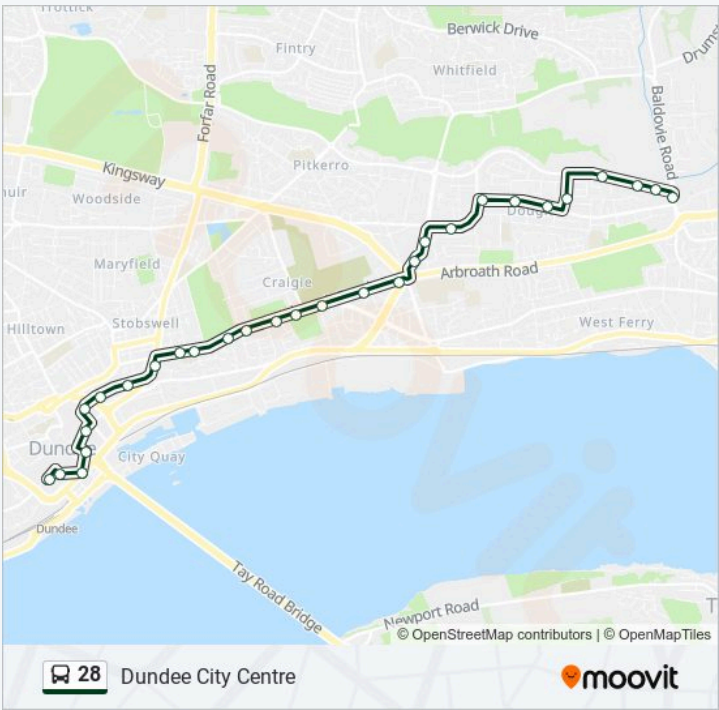 Trottick
Berwick Drive
Fintry
Whitfield
Forfar Road
Baldovie Road
Kingsway
Pitkerro
Woodside
Maryfield
Craigie
Arbroath Road
Hilltown
Stobswell
West Ferry
City Quay
Dundee
Tay Road Bridge
Newport Road
© OpenStreetMap contributors | © OpenMapTiles
28 Dundee City Centre
moovit